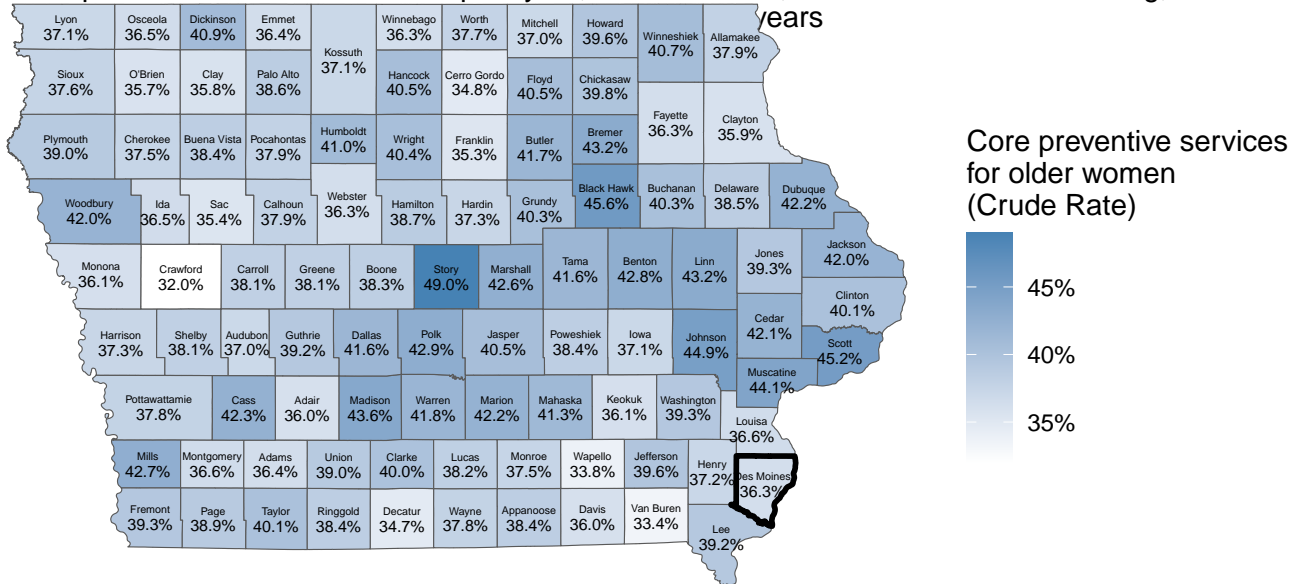 years
Lyon Osceola Dickinson Emmet Winnebago Worth Mitchell Howard Winneshiek Allamakee
37.1% 36.5% 40.9% 36.4% 36.3% 37.7% 37.0% 39.6% 40.7% 37.9%
Kossuth
37.1%
Sioux O'Brien Clay Palo Alto Hancock Cerro Gordo Floyd Chickasaw
37.6% 35.7% 35.8% 38.6% 40.5% 34.8% 40.5% 39.8%
Fayette Clayton
36.3% 35.9%
Plymouth Cherokee Buena Vista Pocahontas Humboldt Wright Franklin Butler Bremer
39.0% 37.5% 38.4% 37.9% 41.0% 40.4% 35.3% 41.7% 43.2%
Woodbury Ida Sac Calhoun Webster Hamilton Hardin Grundy Black Hawk Buchanan Delaware Dubuque
42.0% 36.5% 35.4% 37.9% 36.3% 38.7% 37.3% 40.3% 45.6% 40.3% 38.5% 42.2%
Monona Crawford Carroll Greene Boone Story Marshall Tama Benton Linn Jones Jackson
36.1% 32.0% 38.1% 38.1% 38.3% 49.0% 42.6% 41.6% 42.8% 43.2% 39.3% 42.0%
Clinton
40.1%
Harrison Shelby Audubon Guthrie Dallas Polk Jasper Poweshiek Iowa Johnson Cedar Scott
37.3% 38.1% 37.0% 39.2% 41.6% 42.9% 40.5% 38.4% 37.1% 44.9% 42.1% 45.2%
Muscatine
44.1%
Pottawattamie Cass Adair Madison Warren Marion Mahaska Keokuk Washington Louisa
37.8% 42.3% 36.0% 43.6% 41.8% 42.2% 41.3% 36.1% 39.3% 36.6%
Mills Montgomery Adams Union Clarke Lucas Monroe Wapello Jefferson Henry Des Moines
42.7% 36.6% 36.4% 39.0% 40.0% 38.2% 37.5% 33.8% 39.6% 37.2% 36.3%
Fremont Page Taylor Ringgold Decatur Wayne Appanoose Davis Van Buren Lee
39.3% 38.9% 40.1% 38.4% 34.7% 37.8% 38.4% 36.0% 33.4% 39.2%
Core preventive services
for older women
(Crude Rate)
45%
40%
35%